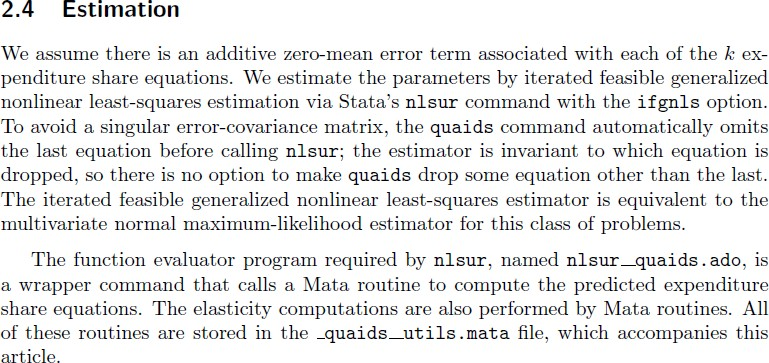 2.4 Estimation
We assume there is an additive zero-mean error term associated with each of the k ex-
penditure share equations. We estimate the parameters by iterated feasible generalized
nonlinear least-squares estimation via Stata's nlsur command with the ifgnls option.
To avoid a singular error-covariance matrix, the quaids command automatically omits
the last equation before calling nlsur; the estimator is invariant to which equation is
dropped, so there is no option to make quaids drop some equation other than the last.
The iterated feasible generalized nonlinear least-squares estimator is equivalent to the
multivariate normal maximum-likelihood estimator for this class of problems.
The function evaluator program required by nlsur, named nlsur_quaids.ado, is
a wrapper command that calls a Mata routine to compute the predicted expenditure
share equations. The elasticity computations are also performed by Mata routines. All
of these routines are stored in the _quaids_utils.mata file, which accompanies this
article.